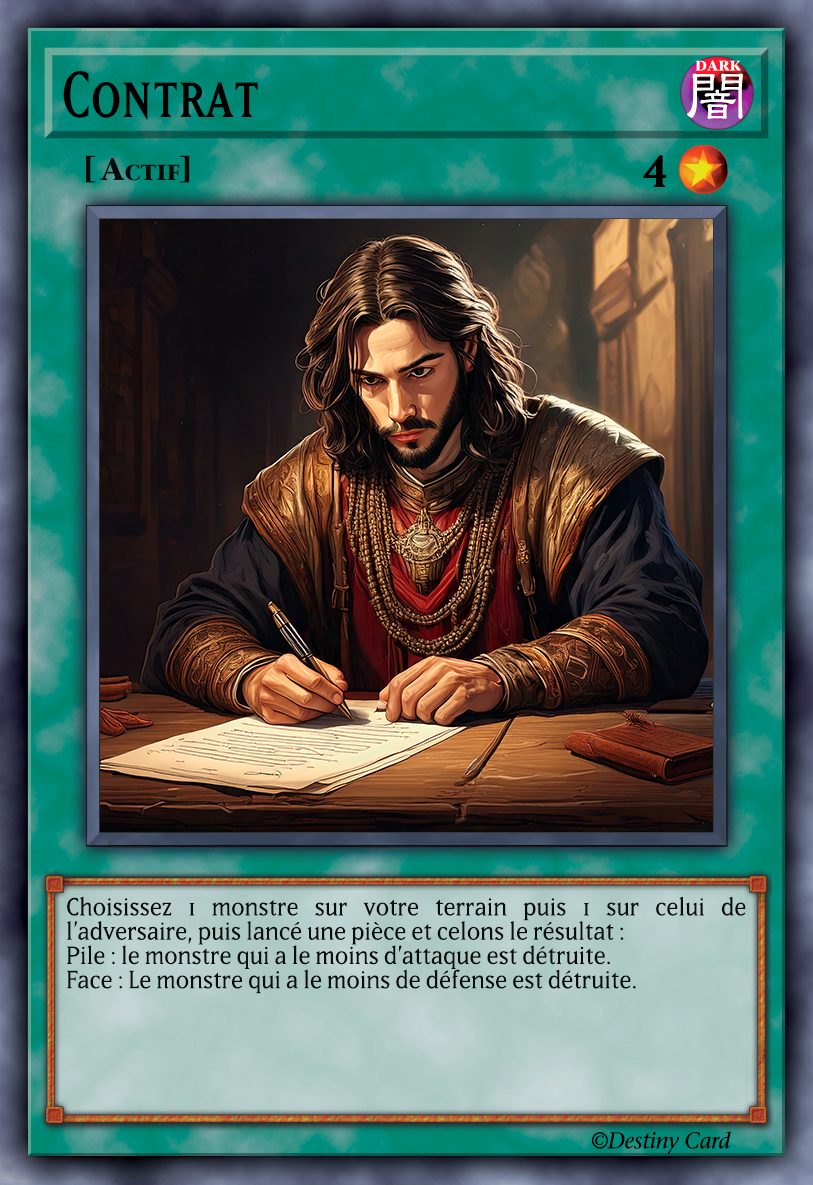 Contrat
DARK
闇
[Actif]
4
Choisissez 1 monstre sur votre terrain puis 1 sur celui de
l'adversaire, puis lancé une pièce et celons le résultat :
Pile : le monstre qui a le moins d'attaque est détruite.
Face : Le monstre qui a le moins de défense est détruite.
©Destiny Card